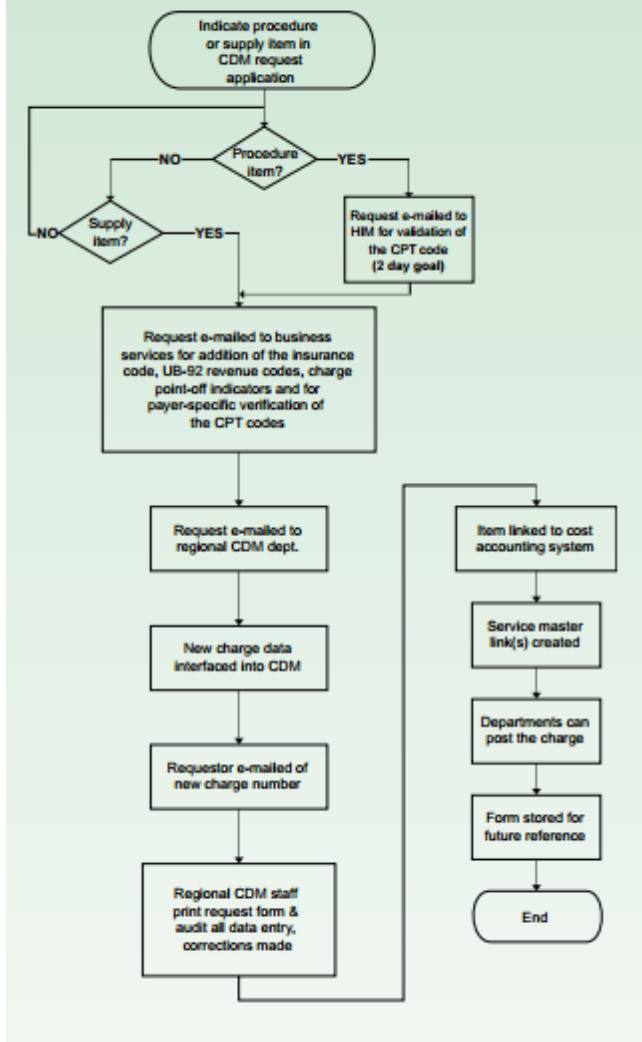 Indicate procedure
or supply item in
CDM request
application
NO
Procedure
item?
YES
NO
Supply
item?
YES
Request e-mailed to
HIM for validation of
the CPT code
(2 day goal)
Request e-mailed to business
services for addition of the insurance
code, UB-92 revenue codes, charge
point-off indicators and for
payer-specific verification of
the CPT codes
Request e-mailed to
regional CDM dept.
New charge data
interfaced into CDM
Requestor e-mailed of
new charge number
Regional CDM staff
print request form &
audit all data entry,
corrections made
Item linked to cost
accounting system
Service master
link(s) created
Departments can
post the charge
Form stored for
future reference
End